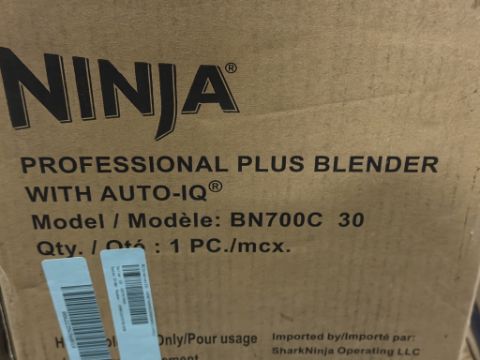 NINJA®
PROFESSIONAL PLUS BLENDER
WITH AUTO-IQ®
Model / Modèle: BN700C 30
Qty. / Qté : 1 PC./mcx.
Only/Pour usage
Imported by/Importé par:
SharkNinja Operating LLC